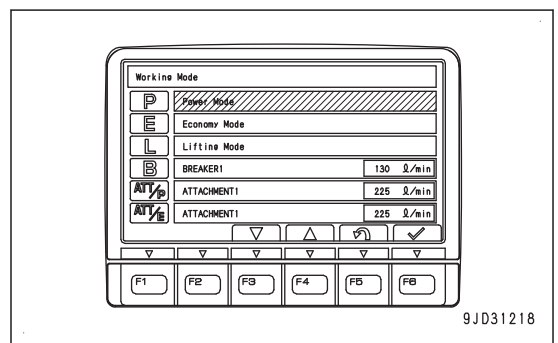 Working Mode
P Power Mode
E Economy Mode
L Lifting Mode
B BREAKER1 130 ℓ/min
ATT/P ATTACHMENT1 225 ℓ/min
ATT/E ATTACHMENT1 225 ℓ/min
F1 F2 F3 F4 F5 F6
9JD31218